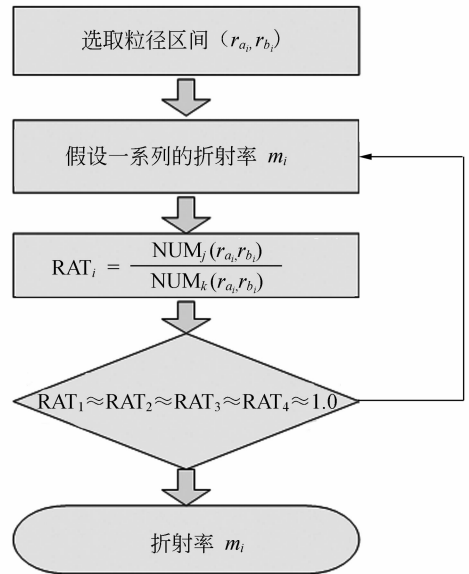 选取粒径区间（r_{a_i},r_{b_i}）
假设一系列的折射率 m_i
RAT_i = NUM_j(r_{a_i},r_{b_i}) / NUM_k(r_{a_i},r_{b_i})
RAT₁≈RAT₂≈RAT₃≈RAT₄≈1.0
折射率 m_i